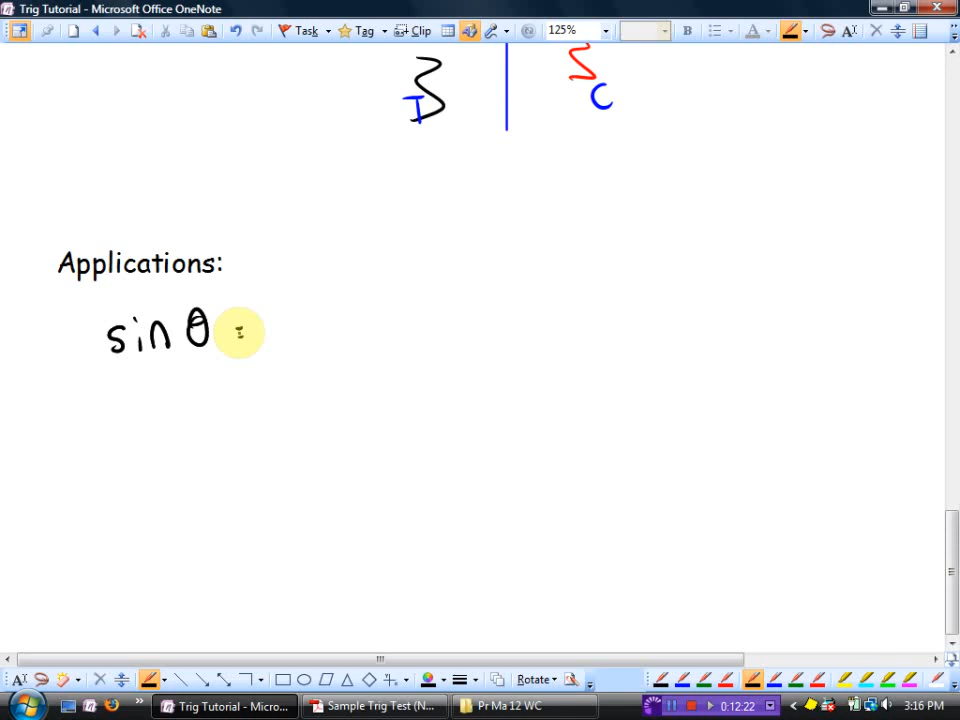 Trig Tutorial - Microsoft Office OneNote
Task Tag Clip 125% B A
T C
Applications:
sin θ
Rotate
Trig Tutorial - Micro... Sample Trig Test (N... Pr Ma 12 WC 0:12:22 3:16 PM